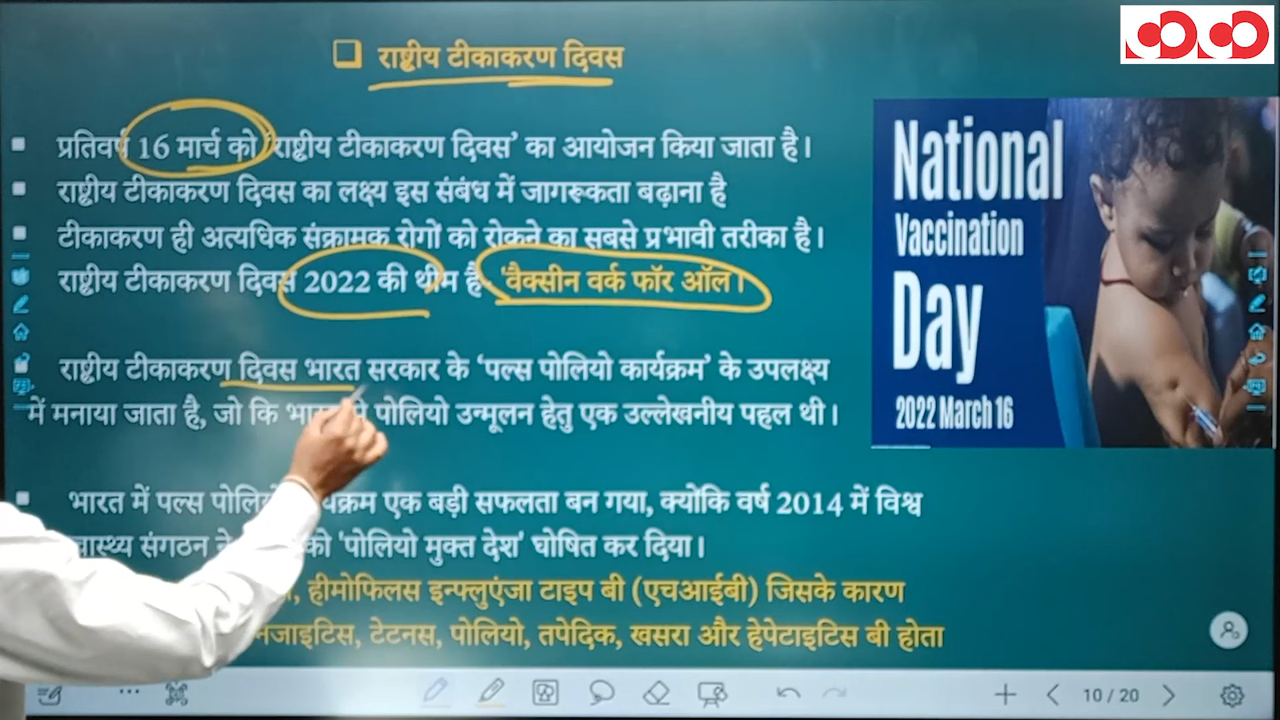 राष्ट्रीय टीकाकरण दिवस
प्रतिवर्ष 16 मार्च को 'राष्ट्रीय टीकाकरण दिवस' का आयोजन किया जाता है।
राष्ट्रीय टीकाकरण दिवस का लक्ष्य इस संबंध में जागरूकता बढ़ाना है
टीकाकरण ही अत्यधिक संक्रामक रोगों को रोकने का सबसे प्रभावी तरीका है।
राष्ट्रीय टीकाकरण दिवस 2022 की थीम है 'वैक्सीन वर्क फॉर ऑल।
राष्ट्रीय टीकाकरण दिवस भारत सरकार के 'पल्स पोलियो कार्यक्रम' के उपलक्ष्य
में मनाया जाता है, जो कि पोलियो उन्मूलन हेतु एक उल्लेखनीय पहल थी।
भारत में पल्स एक बड़ी सफलता बन गया, क्योंकि वर्ष 2014 में विश्व
संगठन को 'पोलियो मुक्त देश' घोषित कर दिया।
हीमोफिलस इन्फ्लुएंजा टाइप बी (एचआईबी) जिसके कारण
टेटनस, पोलियो, तपेदिक, खसरा और हेपेटाइटिस बी होता
National
Vaccination
Day
2022 March 16
10 / 20